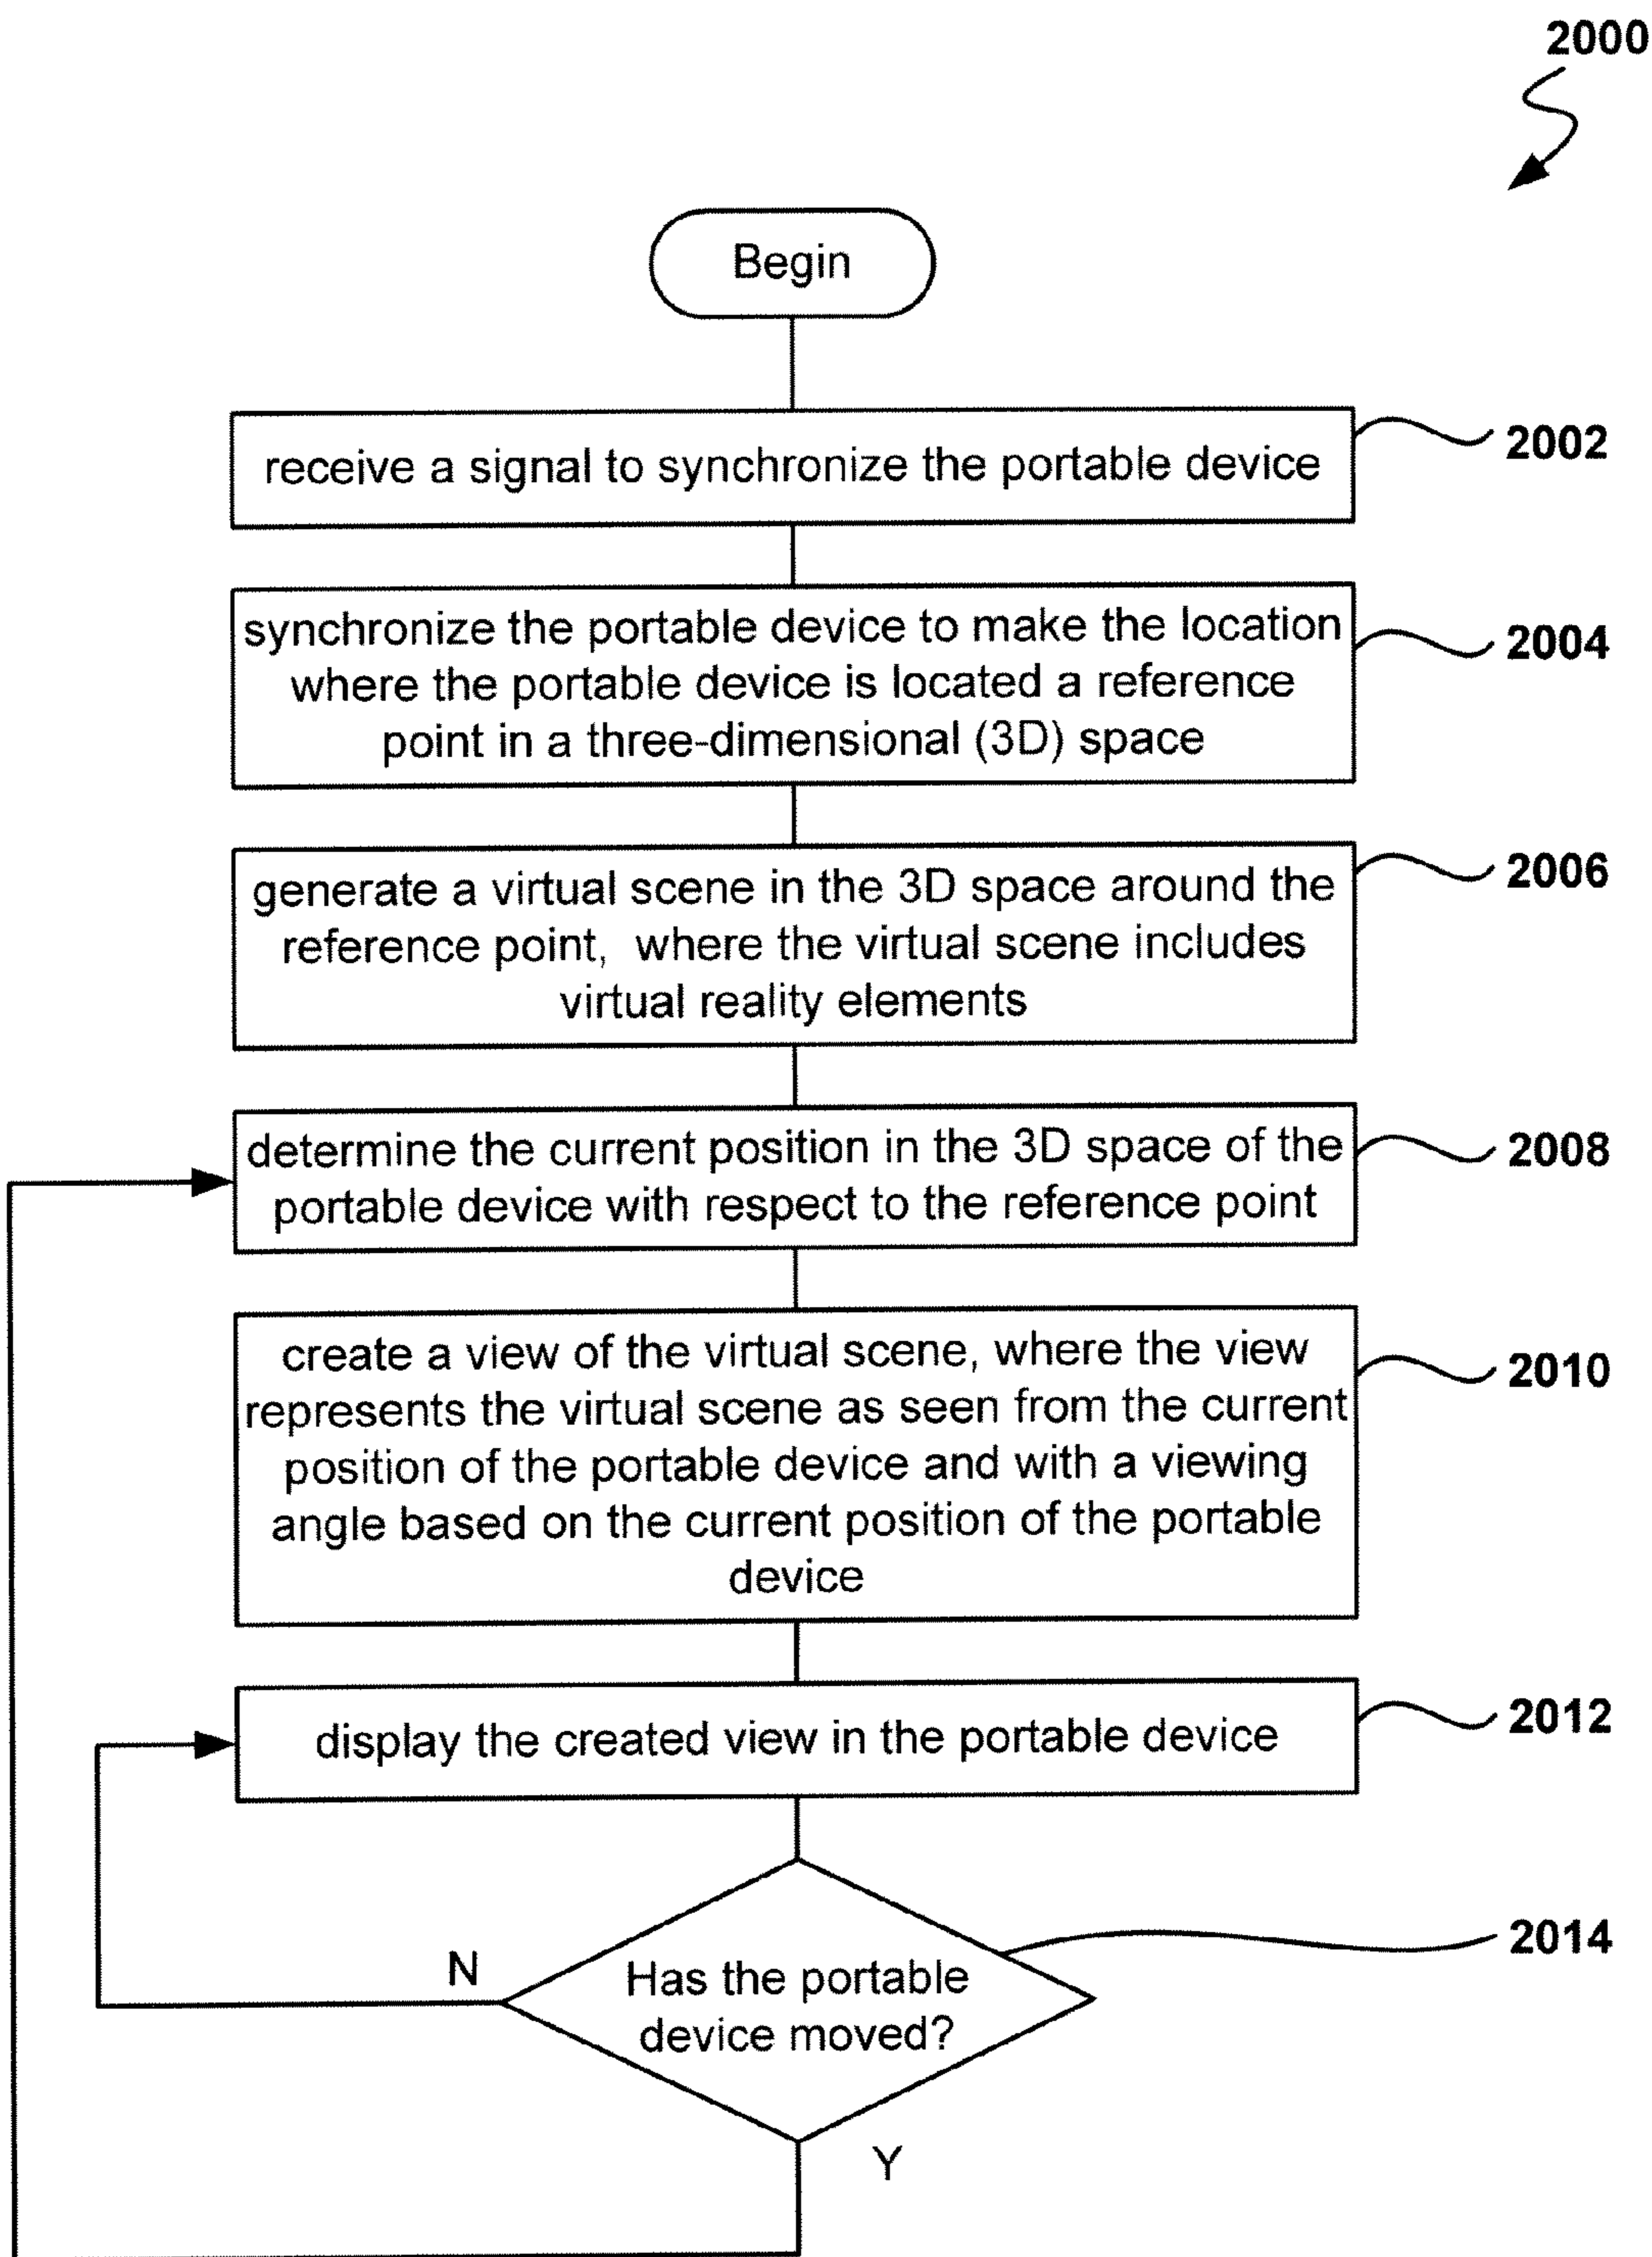 2000
Begin
receive a signal to synchronize the portable device
2002
synchronize the portable device to make the location
where the portable device is located a reference
point in a three-dimensional (3D) space
2004
generate a virtual scene in the 3D space around the
reference point, where the virtual scene includes
virtual reality elements
2006
determine the current position in the 3D space of the
portable device with respect to the reference point
2008
create a view of the virtual scene, where the view
represents the virtual scene as seen from the current
position of the portable device and with a viewing
angle based on the current position of the portable
device
2010
display the created view in the portable device
2012
Has the portable
device moved?
2014
N
Y